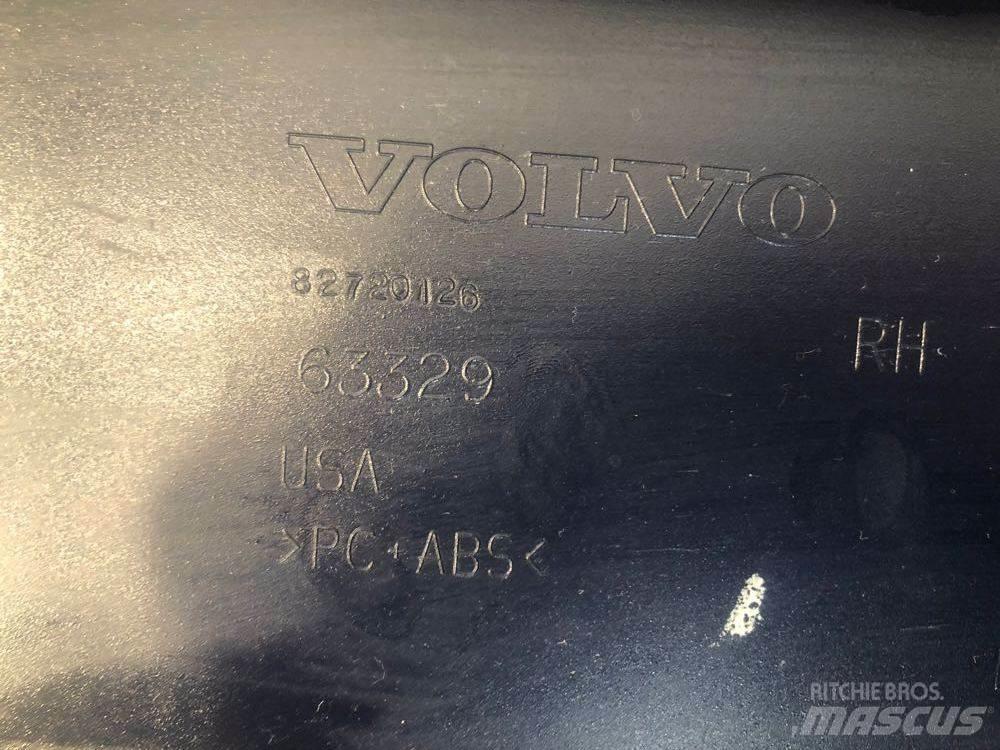 VOLVO
82720126
63329
RH
USA
>PC+ABS<
RITCHIE BROS.
MASCUS